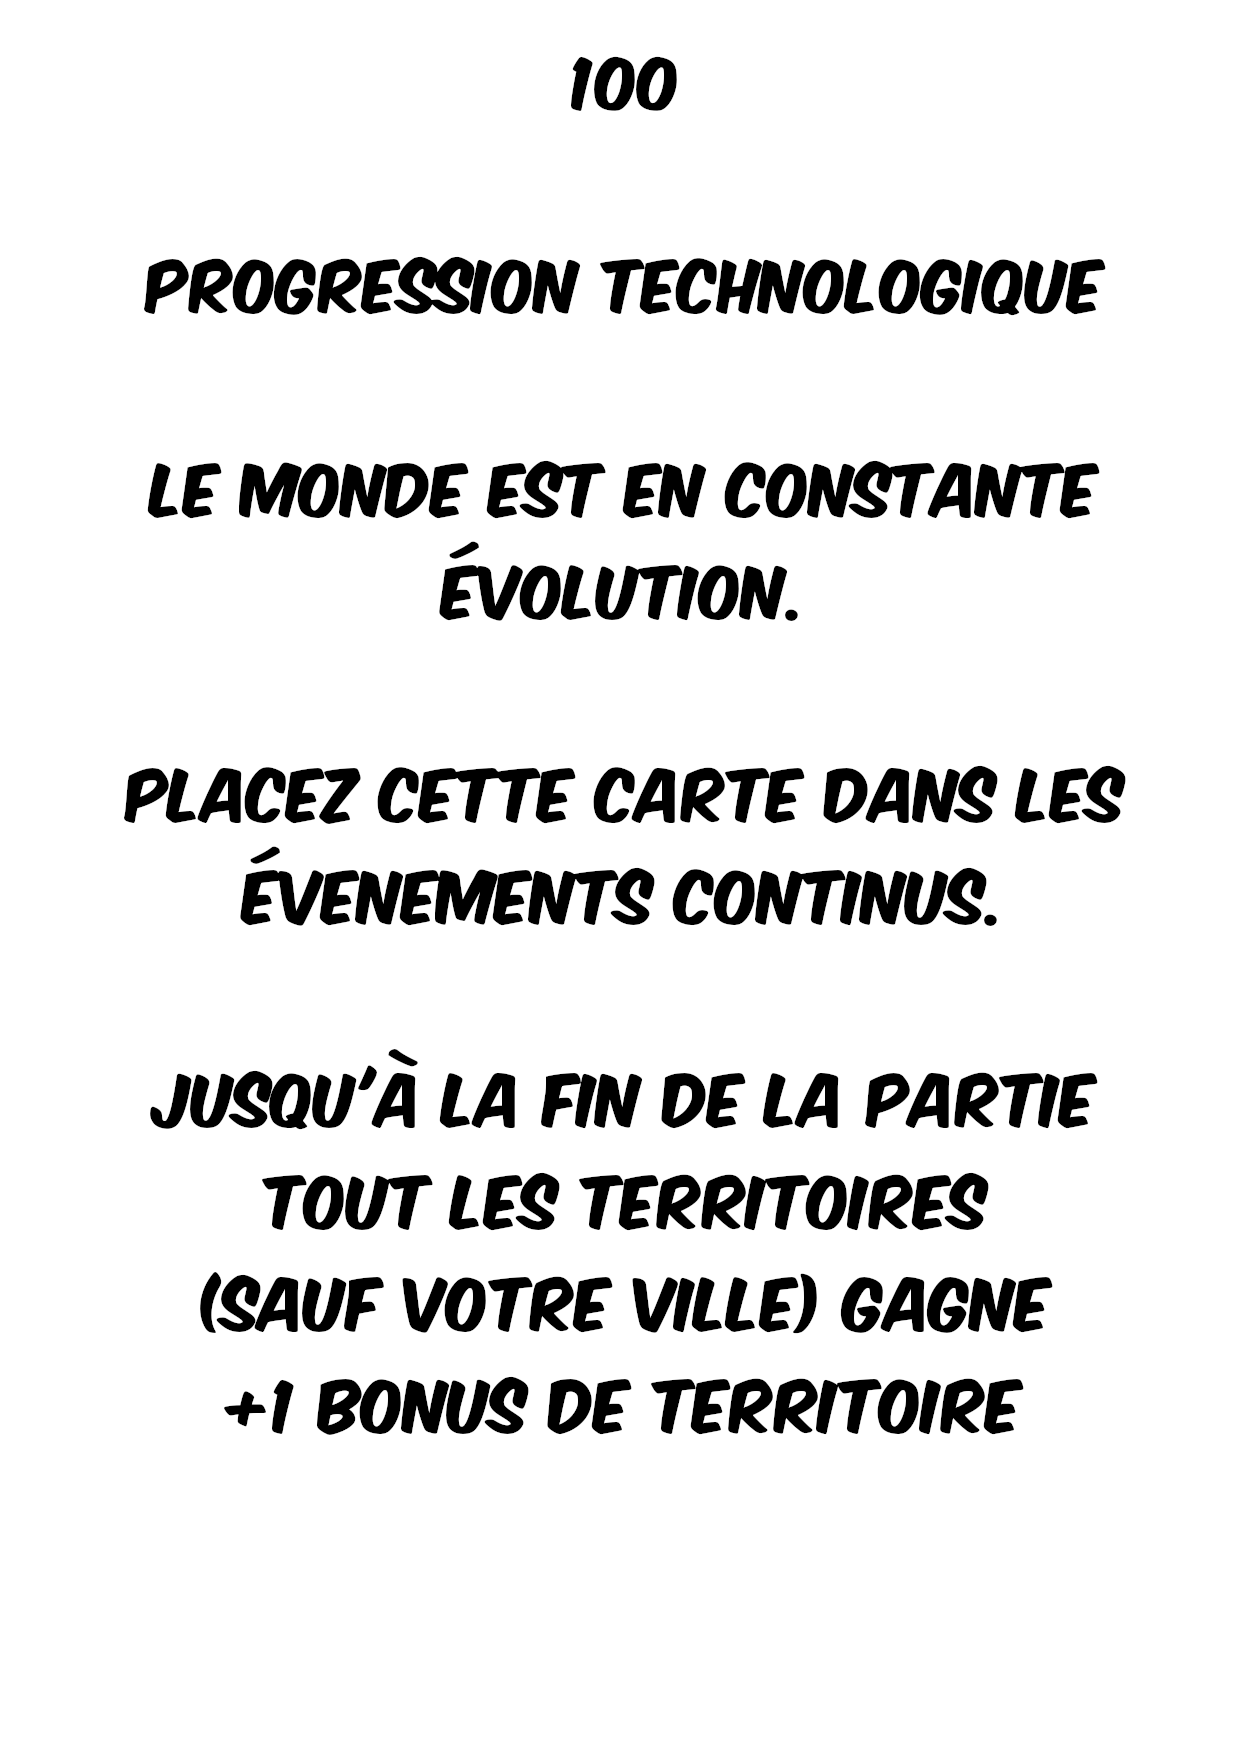 100
PROGRESSION TECHNOLOGIQUE
LE MONDE EST EN CONSTANTE
ÉVOLUTION.
PLACEZ CETTE CARTE DANS LES
ÉVENEMENTS CONTINUS.
JUSQU'À LA FIN DE LA PARTIE
TOUT LES TERRITOIRES
(SAUF VOTRE VILLE) GAGNE
+1 BONUS DE TERRITOIRE